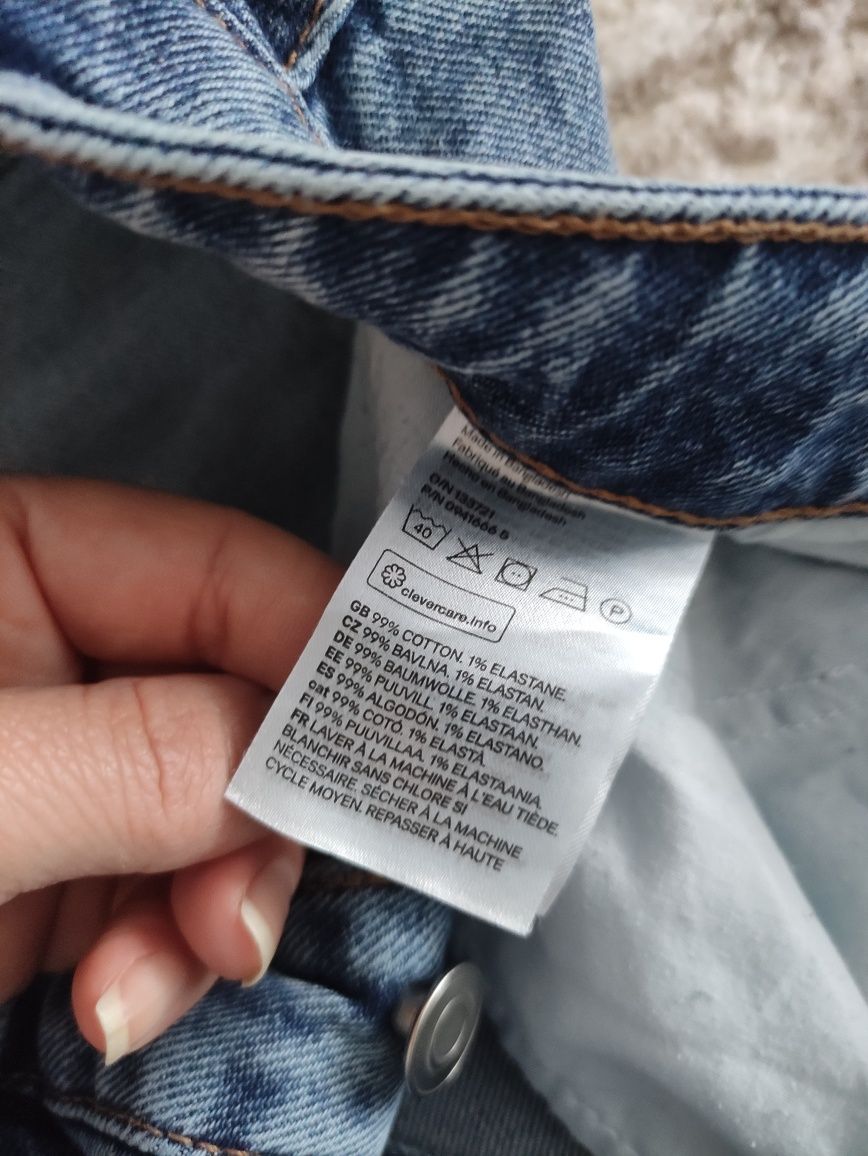 Made in Bangladesh
Fabriqué au Bangladesh
Hecho en Bangladesh
O/N 133721
P/N 0941666 5
40
P
clevercare.info
GB 99% COTTON. 1% ELASTANE.
CZ 99% BAVLNA. 1% ELASTAN.
DE 99% BAUMWOLLE. 1% ELASTHAN.
EE 99% PUUVILL. 1% ELASTAAN.
ES 99% ALGODÓN. 1% ELASTANO.
cat 99% COTÓ. 1% ELASTÀ
FI 99% PUUVILLAA. 1% ELASTAANIA
FR LAVER À LA MACHINE À L'EAU TIÈDE.
BLANCHIR SANS CHLORE SI
NÉCESSAIRE. SÉCHER À LA MACHINE
CYCLE MOYEN. REPASSER À HAUTE